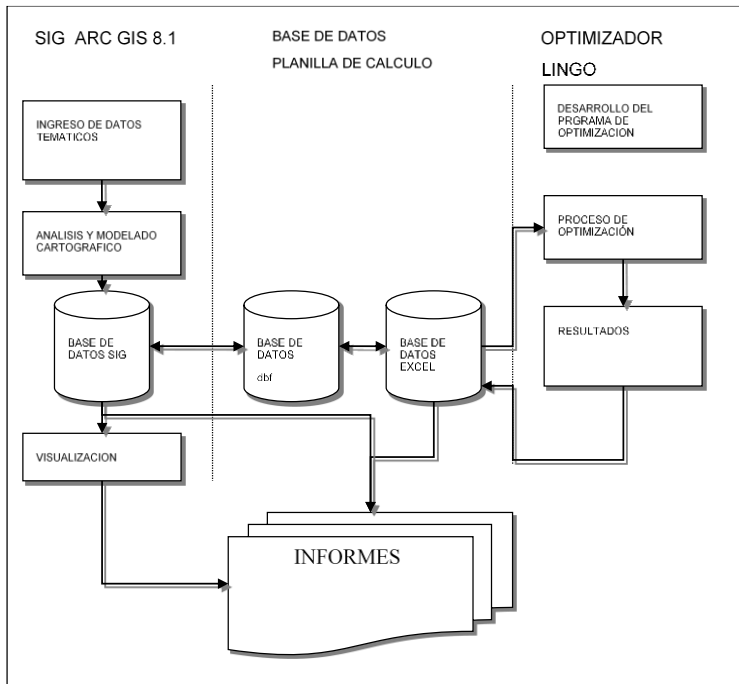 SIG ARC GIS 8.1
BASE DE DATOS
PLANILLA DE CALCULO
OPTIMIZADOR
LINGO
INGRESO DE DATOS
TEMATICOS
DESARROLLO DEL
PRGRAMA DE
OPTIMIZACION
ANALISIS Y MODELADO
CARTOGRAFICO
PROCESO DE
OPTIMIZACIÓN
BASE DE
DATOS SIG
BASE DE
DATOS
dbf
BASE DE
DATOS
EXCEL
RESULTADOS
VISUALIZACION
INFORMES